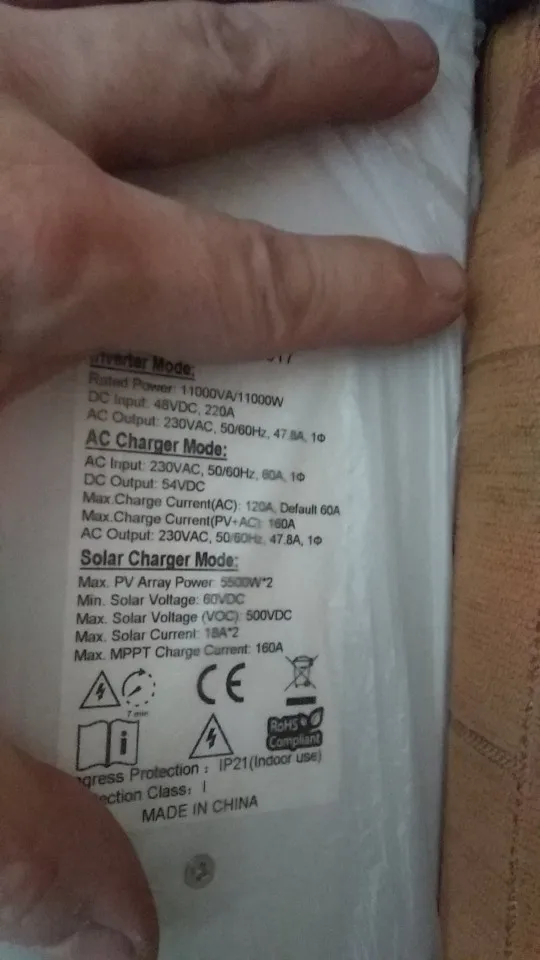 Inverter Mode:
Rated Power: 11000VA/11000W
DC Input: 48VDC, 220A
AC Output: 230VAC, 50/60Hz, 47.8A, 1Φ
AC Charger Mode:
AC Input: 230VAC, 50/60Hz, 60A, 1Φ
DC Output: 54VDC
Max.Charge Current(AC): 120A, Default 60A
Max.Charge Current(PV+AC): 160A
AC Output: 230VAC, 50/60Hz, 47.8A, 1Φ
Solar Charger Mode:
Max. PV Array Power: 5500W*2
Min. Solar Voltage: 60VDC
Max. Solar Voltage (VOC): 500VDC
Max. Solar Current: 18A*2
Max. MPPT Charge Current: 160A
7 min
CE
i
RoHS
Compliant
gress Protection : IP21(Indoor use)
ection Class: I
MADE IN CHINA